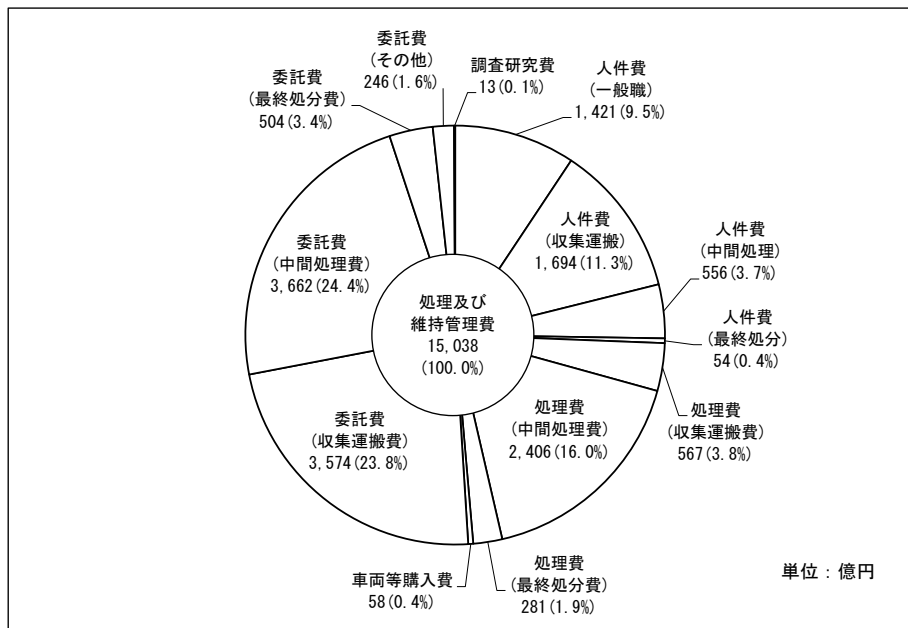 委託費
(その他)
246(1.6%)
調査研究費
13(0.1%)
人件費
(一般職)
1,421(9.5%)
委託費
(最終処分費)
504(3.4%)
人件費
(収集運搬)
1,694(11.3%)
人件費
(中間処理)
556(3.7%)
委託費
(中間処理費)
3,662(24.4%)
処理及び
維持管理費
15,038
(100.0%)
人件費
(最終処分)
54(0.4%)
処理費
(収集運搬費)
567(3.8%)
処理費
(中間処理費)
2,406(16.0%)
委託費
(収集運搬費)
3,574(23.8%)
処理費
(最終処分費)
281(1.9%)
車両等購入費
58(0.4%)
単位：億円